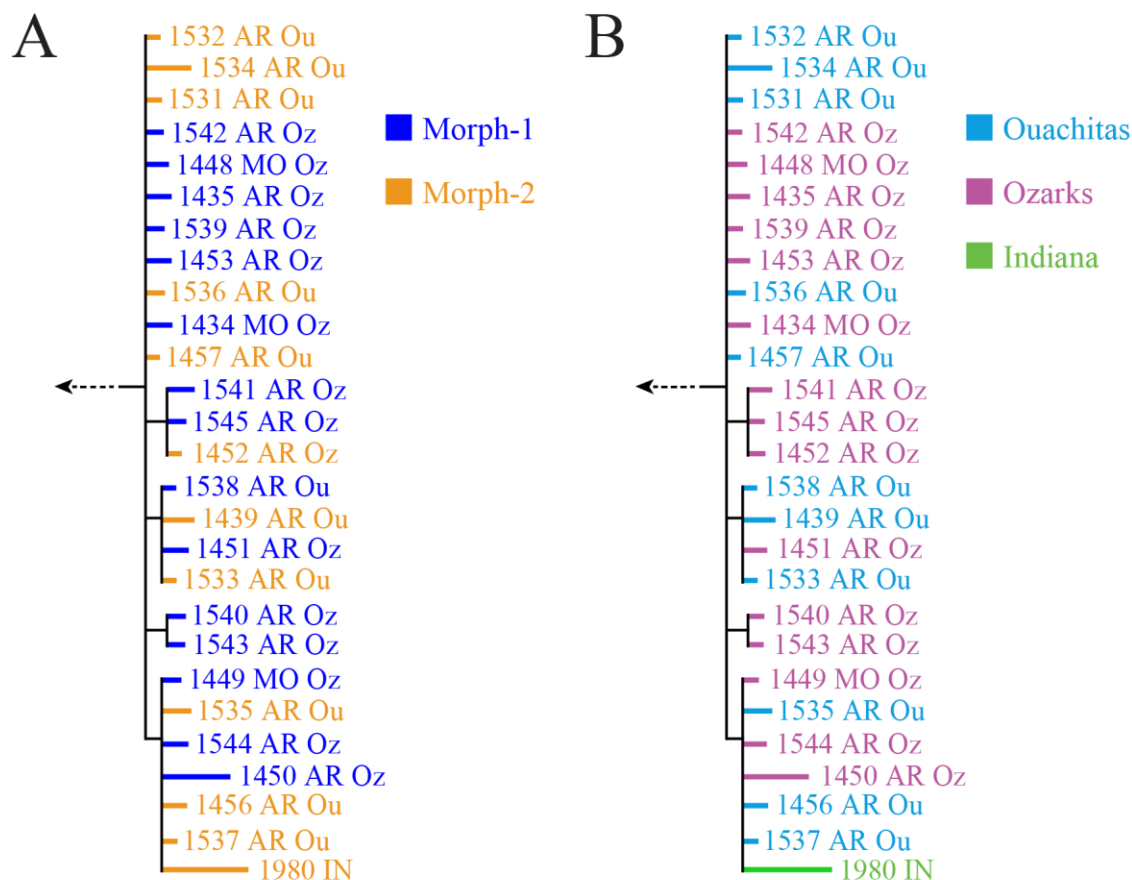 A
1532 AR Ou
1534 AR Ou
1531 AR Ou
1542 AR Oz
1448 MO Oz
1435 AR Oz
1539 AR Oz
1453 AR Oz
1536 AR Ou
1434 MO Oz
1457 AR Ou
1541 AR Oz
1545 AR Oz
1452 AR Oz
1538 AR Ou
1439 AR Ou
1451 AR Oz
1533 AR Ou
1540 AR Oz
1543 AR Oz
1449 MO Oz
1535 AR Ou
1544 AR Oz
1450 AR Oz
1456 AR Ou
1537 AR Ou
1980 IN
Morph-1
Morph-2
B
1532 AR Ou
1534 AR Ou
1531 AR Ou
1542 AR Oz
1448 MO Oz
1435 AR Oz
1539 AR Oz
1453 AR Oz
1536 AR Ou
1434 MO Oz
1457 AR Ou
1541 AR Oz
1545 AR Oz
1452 AR Oz
1538 AR Ou
1439 AR Ou
1451 AR Oz
1533 AR Ou
1540 AR Oz
1543 AR Oz
1449 MO Oz
1535 AR Ou
1544 AR Oz
1450 AR Oz
1456 AR Ou
1537 AR Ou
1980 IN
Ouachitas
Ozarks
Indiana